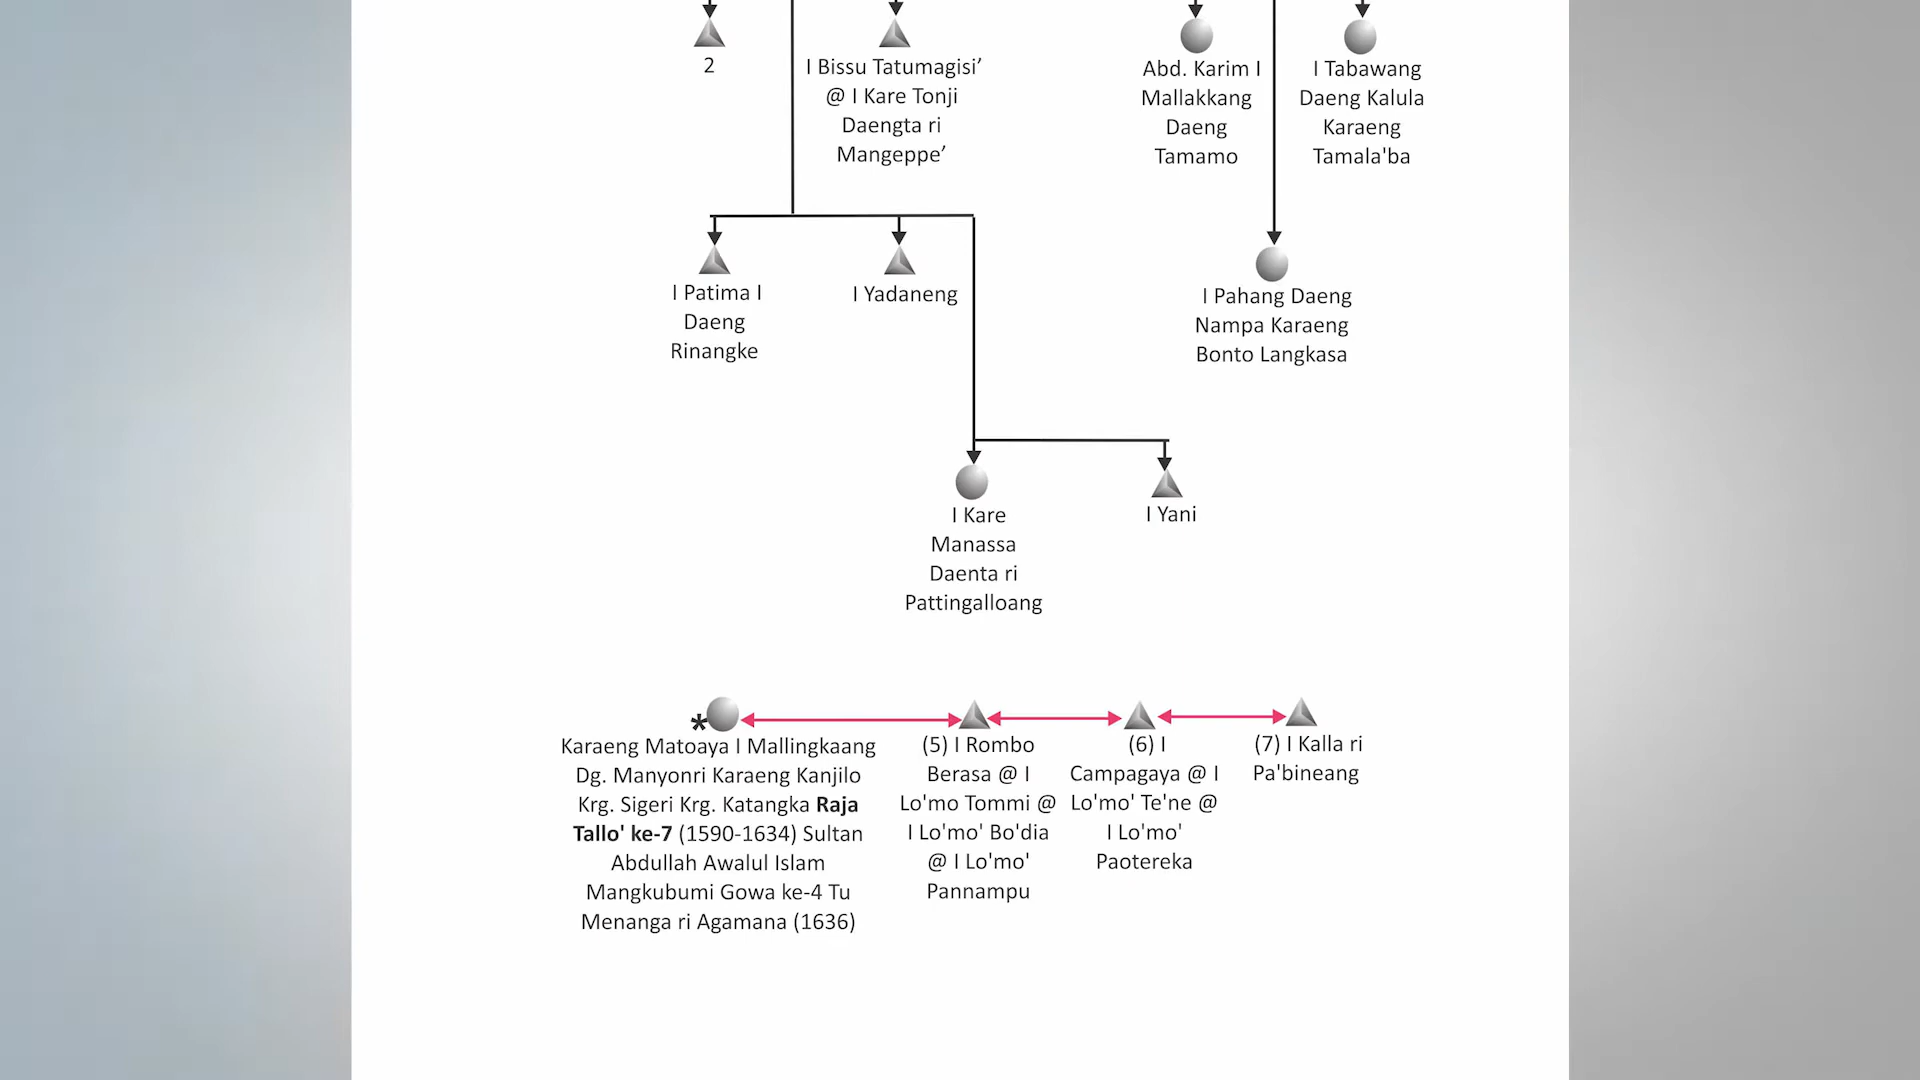 2
I Bissu Tatumagisi’
@ I Kare Tonji
Daengta ri
Mangeppe’
Abd. Karim I
Mallakkang
Daeng
Tamamo
I Tabawang
Daeng Kalula
Karaeng
Tamala'ba
I Patima I
Daeng
Rinangke
I Yadaneng
I Pahang Daeng
Nampa Karaeng
Bonto Langkasa
I Kare
Manassa
Daenta ri
Pattingalloang
I Yani
*
Karaeng Matoaya I Mallingkaang
Dg. Manyonri Karaeng Kanjilo
Krg. Sigeri Krg. Katangka Raja
Tallo' ke-7 (1590-1634) Sultan
Abdullah Awalul Islam
Mangkubumi Gowa ke-4 Tu
Menanga ri Agamana (1636)
(5) I Rombo
Berasa @ I
Lo'mo Tommi @
I Lo'mo' Bo'dia
@ I Lo'mo'
Pannampu
(6) I
Campagaya @ I
Lo'mo' Te'ne @
I Lo'mo'
Paotereka
(7) I Kalla ri
Pa'bineang